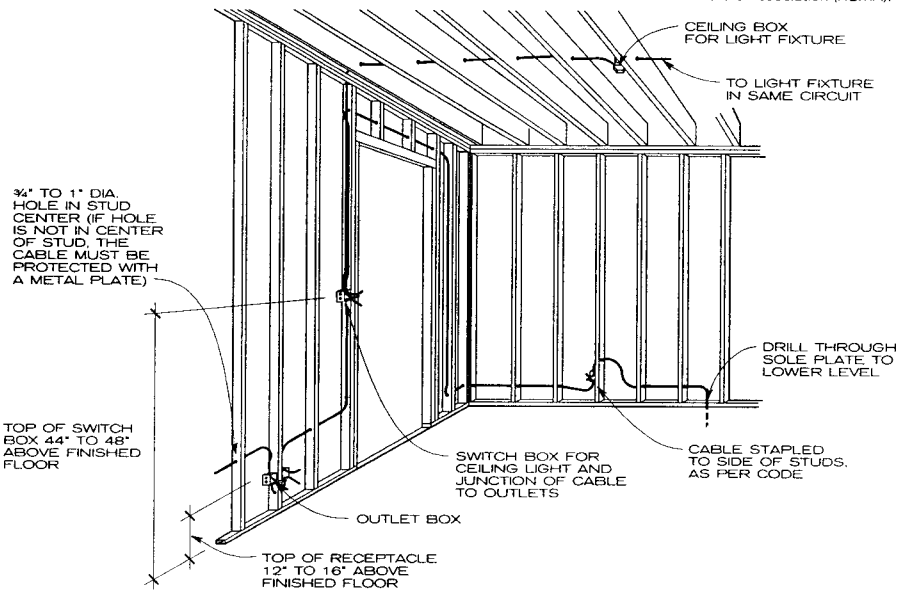 CEILING BOX
FOR LIGHT FIXTURE
TO LIGHT FIXTURE
IN SAME CIRCUIT
¾" TO 1" DIA.
HOLE IN STUD
CENTER (IF HOLE
IS NOT IN CENTER
OF STUD, THE
CABLE MUST BE
PROTECTED WITH
A METAL PLATE)
DRILL THROUGH
SOLE PLATE TO
LOWER LEVEL
TOP OF SWITCH
BOX 44" TO 48"
ABOVE FINISHED
FLOOR
SWITCH BOX FOR
CEILING LIGHT AND
JUNCTION OF CABLE
TO OUTLETS
CABLE STAPLED
TO SIDE OF STUDS,
AS PER CODE
OUTLET BOX
TOP OF RECEPTACLE
12" TO 16" ABOVE
FINISHED FLOOR